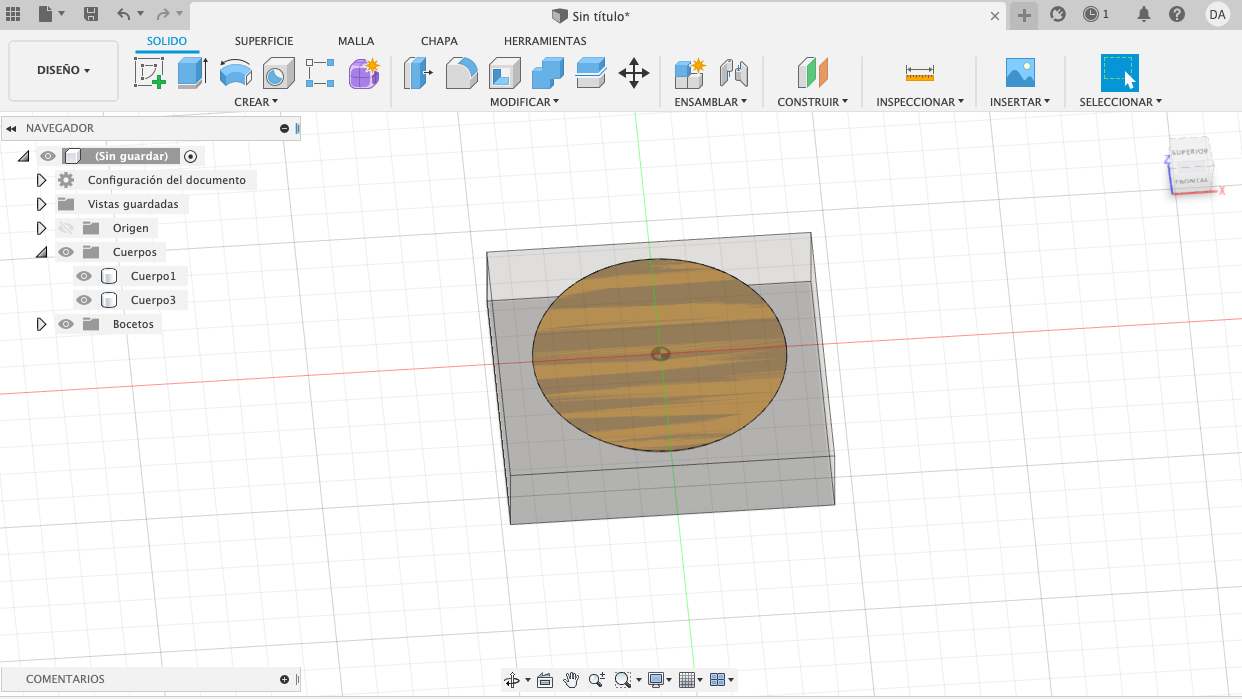 Sin título*
1
DA
DISEÑO
SOLIDO
SUPERFICIE
MALLA
CHAPA
HERRAMIENTAS
CREAR
MODIFICAR
ENSAMBLAR
CONSTRUIR
INSPECCIONAR
INSERTAR
SELECCIONAR
NAVEGADOR
(Sin guardar)
Configuración del documento
Vistas guardadas
Origen
Cuerpos
Cuerpo1
Cuerpo3
Bocetos
SUPERIOR
FRONTAL
Z
X
COMENTARIOS